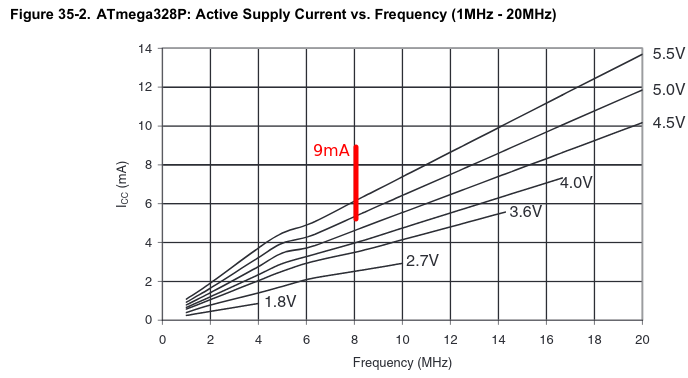 Figure 35-2. ATmega328P: Active Supply Current vs. Frequency (1MHz - 20MHz)
14
12
10
8
6
4
2
0
ICC (mA)
9mA
5.5V
5.0V
4.5V
4.0V
3.6V
2.7V
1.8V
0 2 4 6 8 10 12 14 16 18 20
Frequency (MHz)